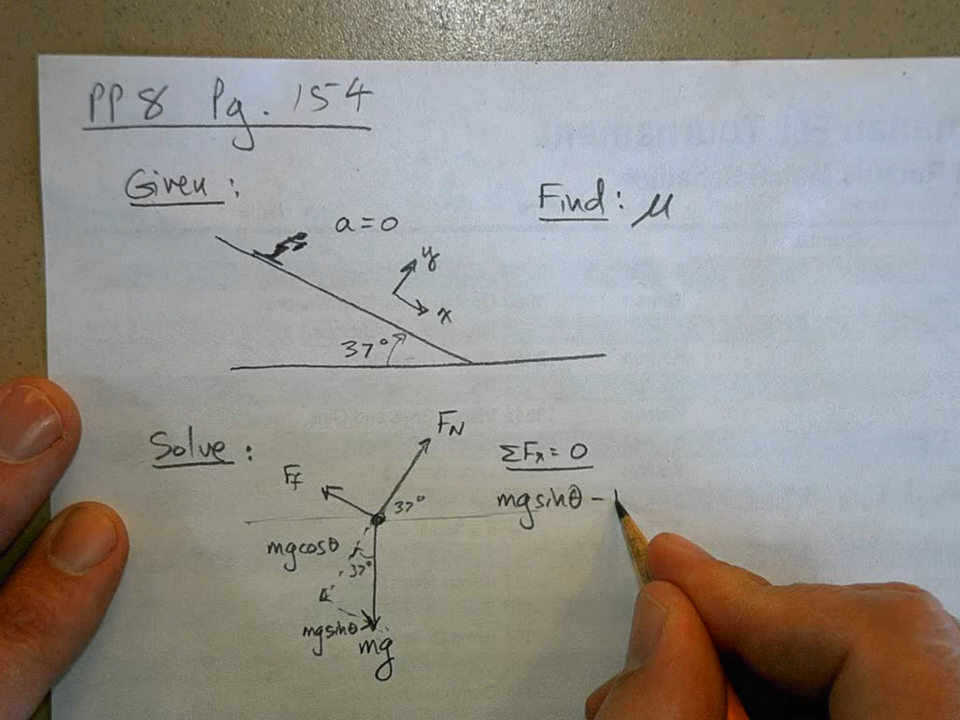 PP 8 Pg. 154
Given:
Find: μ
a=0
y
x
37°
Solve:
FN
Ff
37°
ΣFx = 0
mgsinθ -
mgcosθ
37°
mgsinθ
mg